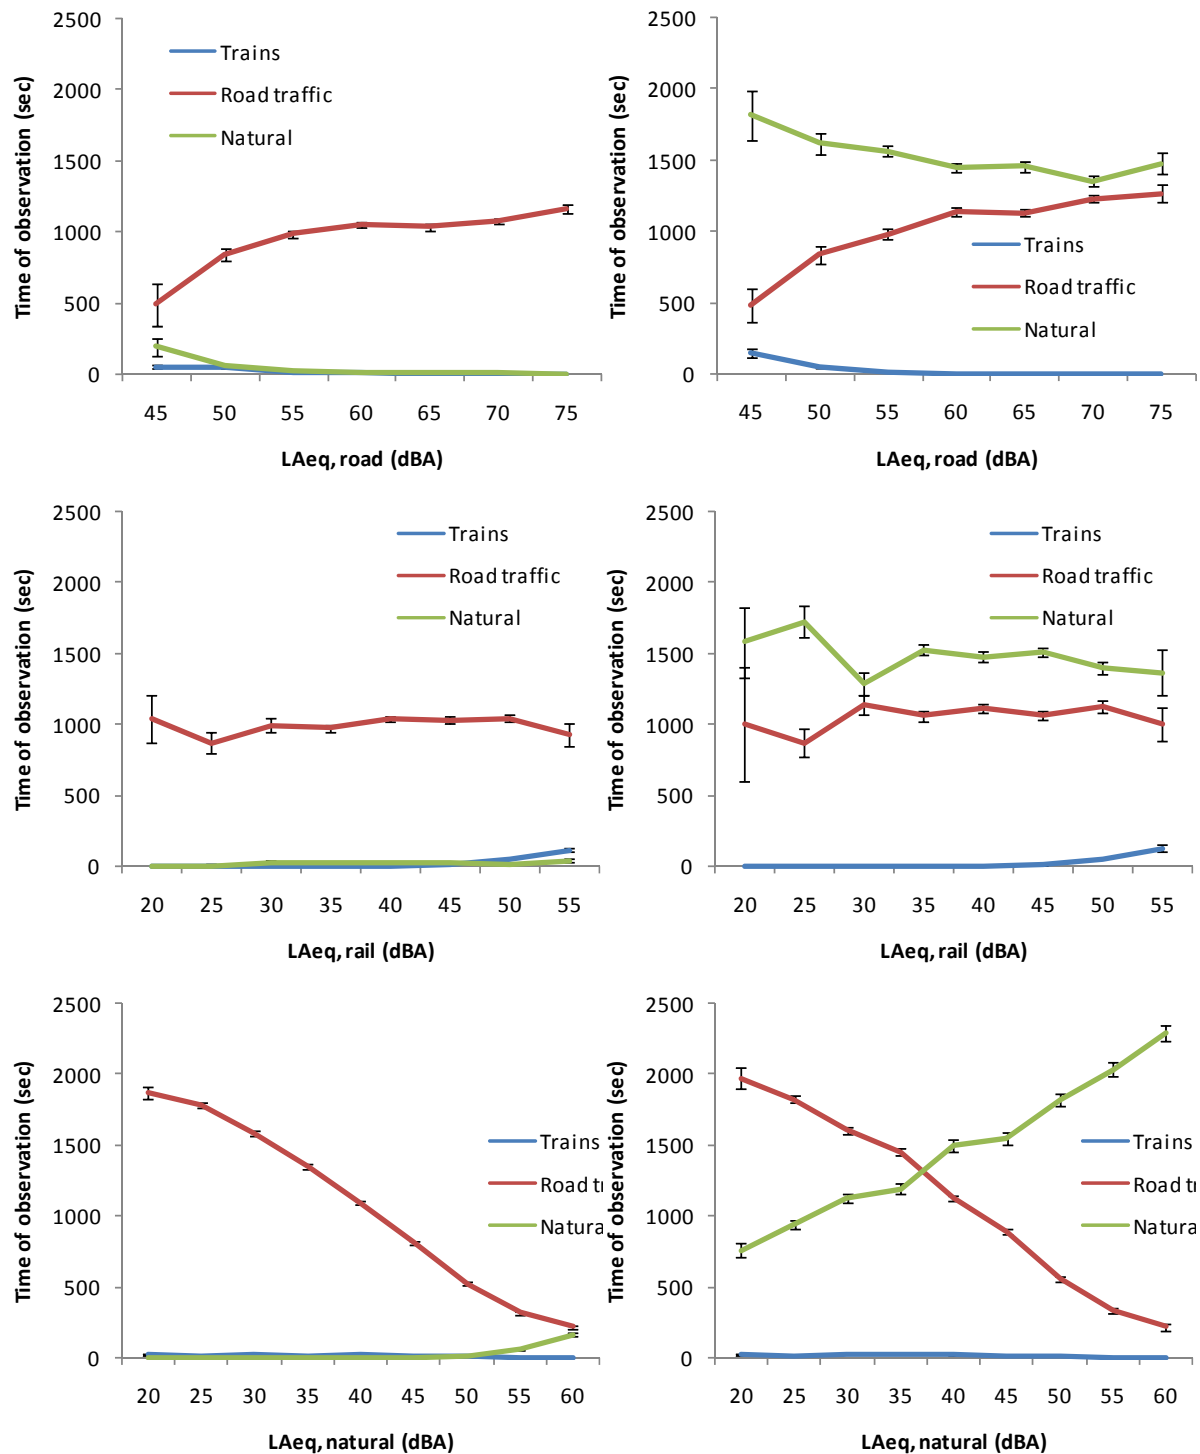 2500
2000
1500
1000
500
0
Time of observation (sec)
Trains
Road traffic
Natural
45 50 55 60 65 70 75
LAeq, road (dBA)
2500
2000
1500
1000
500
0
Time of observation (sec)
Trains
Road traffic
Natural
45 50 55 60 65 70 75
LAeq, road (dBA)
2500
2000
1500
1000
500
0
Time of observation (sec)
Trains
Road traffic
Natural
20 25 30 35 40 45 50 55
LAeq, rail (dBA)
2500
2000
1500
1000
500
0
Time of observation (sec)
Trains
Road traffic
Natural
20 25 30 35 40 45 50 55
LAeq, rail (dBA)
2500
2000
1500
1000
500
0
Time of observation (sec)
Trains
Road tr
Natural
20 25 30 35 40 45 50 55 60
LAeq, natural (dBA)
2500
2000
1500
1000
500
0
Time of observation (sec)
Trains
Road tr
Natura
20 25 30 35 40 45 50 55 60
LAeq, natural (dBA)